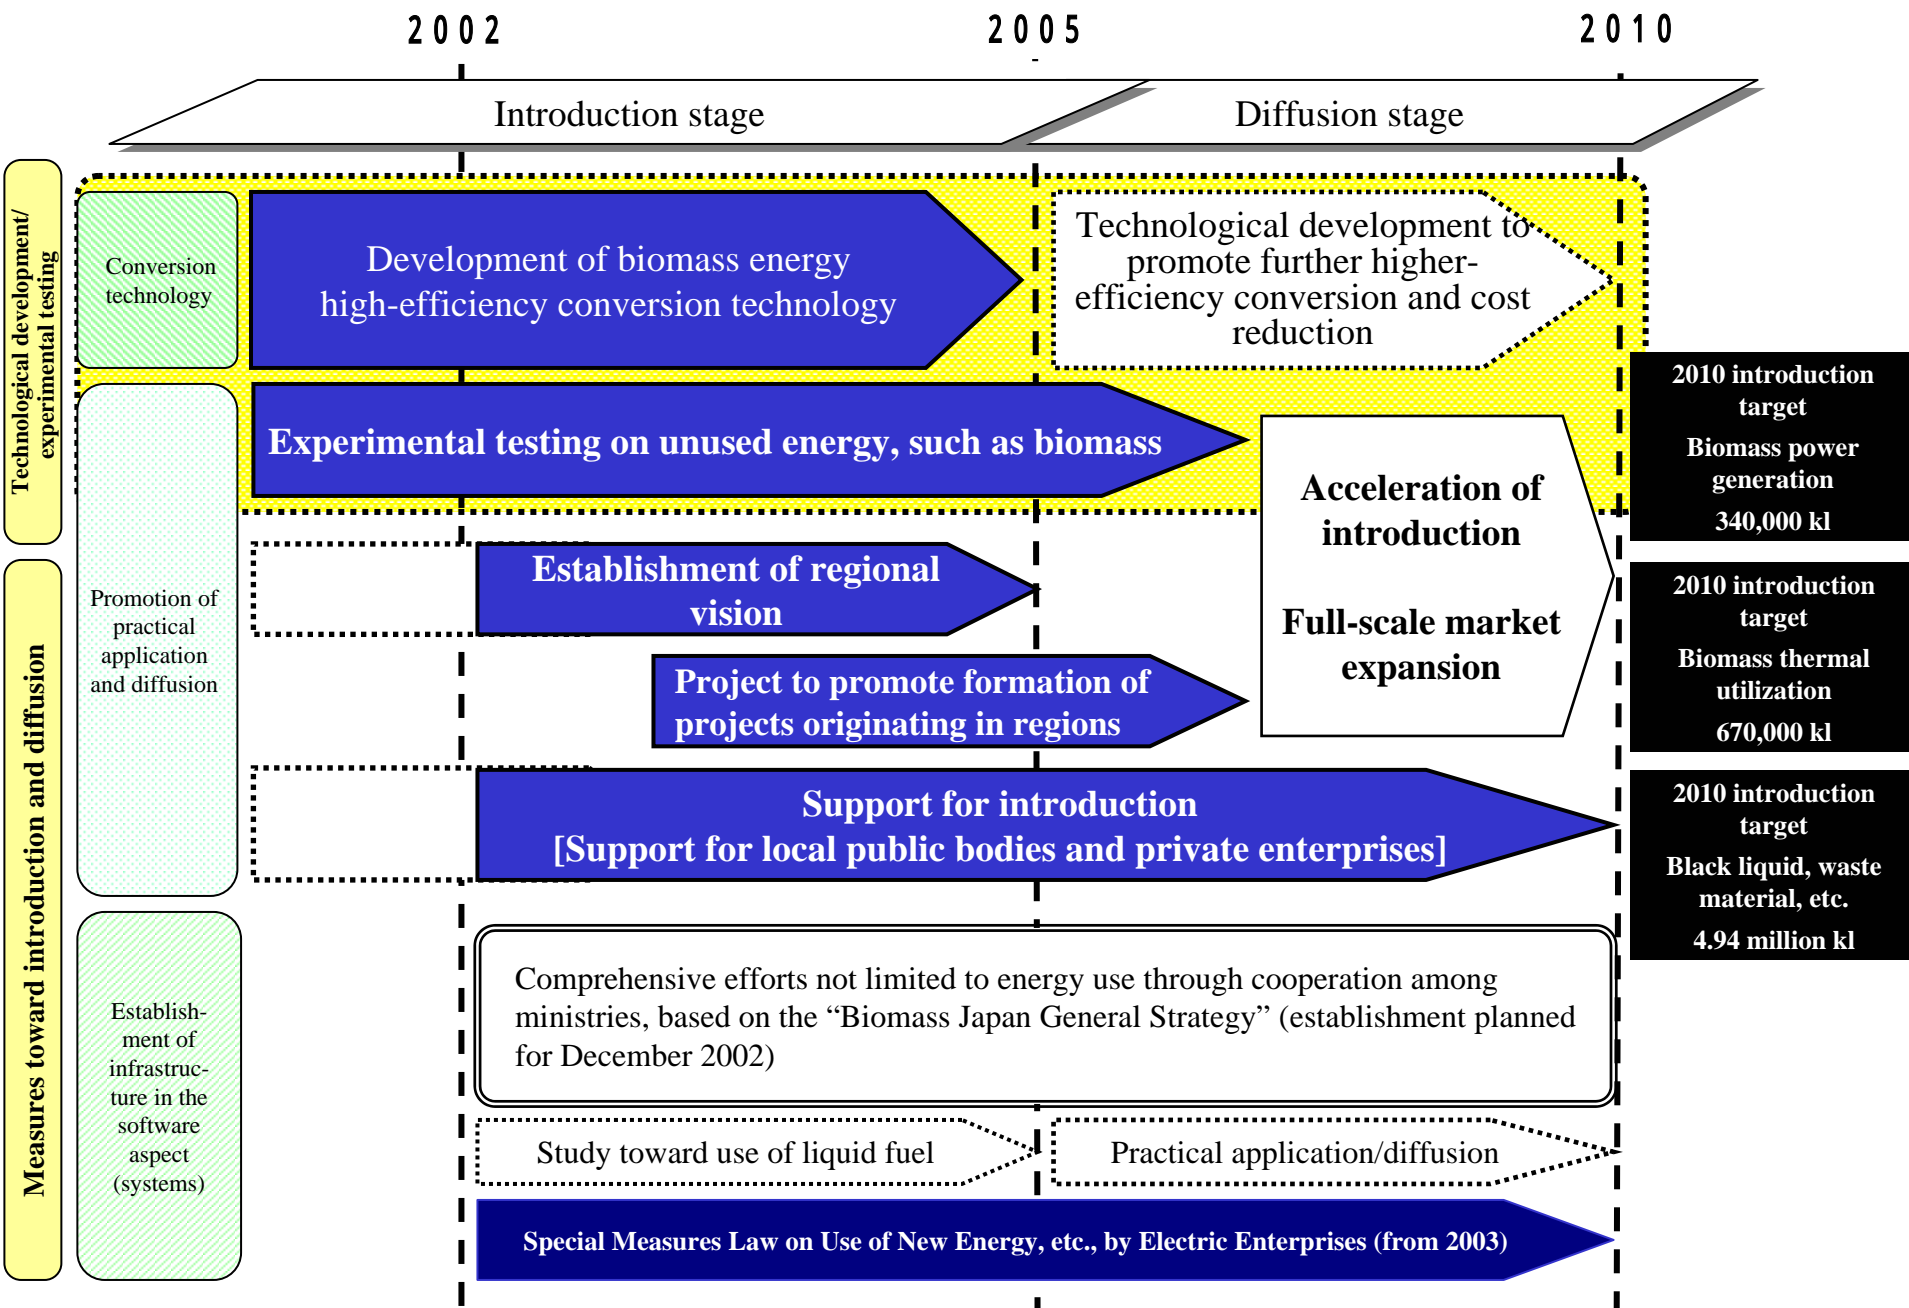 2002
2005
2010
Introduction stage
Diffusion stage
Technological development/
experimental testing
Conversion
technology
Development of biomass energy
high-efficiency conversion technology
Technological development to
promote further higher-
efficiency conversion and cost
reduction
Experimental testing on unused energy, such as biomass
Acceleration of
introduction
Full-scale market
expansion
2010 introduction
target
Biomass power
generation
340,000 kl
Measures toward introduction and diffusion
Promotion of
practical
application
and diffusion
Establishment of regional
vision
Project to promote formation of
projects originating in regions
2010 introduction
target
Biomass thermal
utilization
670,000 kl
Support for introduction
[Support for local public bodies and private enterprises]
2010 introduction
target
Black liquid, waste
material, etc.
4.94 million kl
Establish-
ment of
infrastruc-
ture in the
software
aspect
(systems)
Comprehensive efforts not limited to energy use through cooperation among
ministries, based on the “Biomass Japan General Strategy” (establishment planned
for December 2002)
Study toward use of liquid fuel
Practical application/diffusion
Special Measures Law on Use of New Energy, etc., by Electric Enterprises (from 2003)